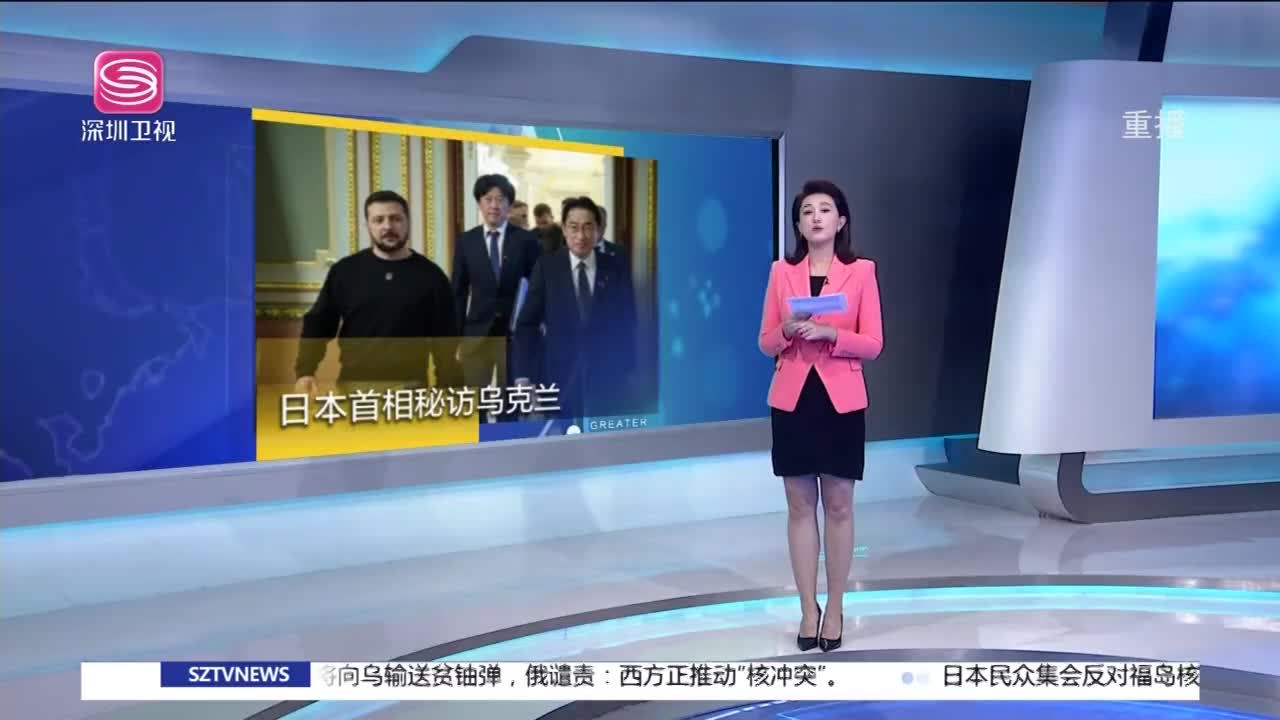 深圳卫视
重播
日本首相秘访乌克兰
GREATER
SZTVNEWS
向乌输送贫铀弹，俄谴责：西方正推动"核冲突"。
日本民众集会反对福岛核